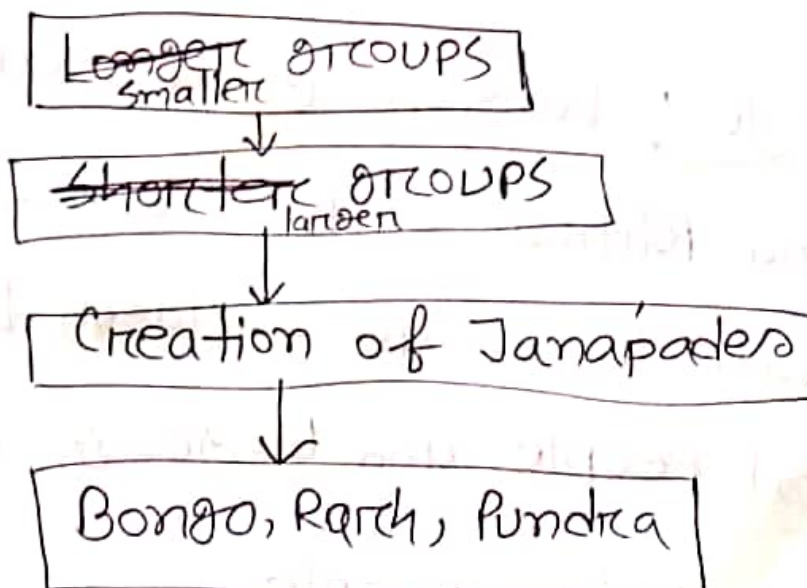 Longer groups
smaller
Shorter groups
larger
Creation of Janapades
Bongo, Rarh, Pundra